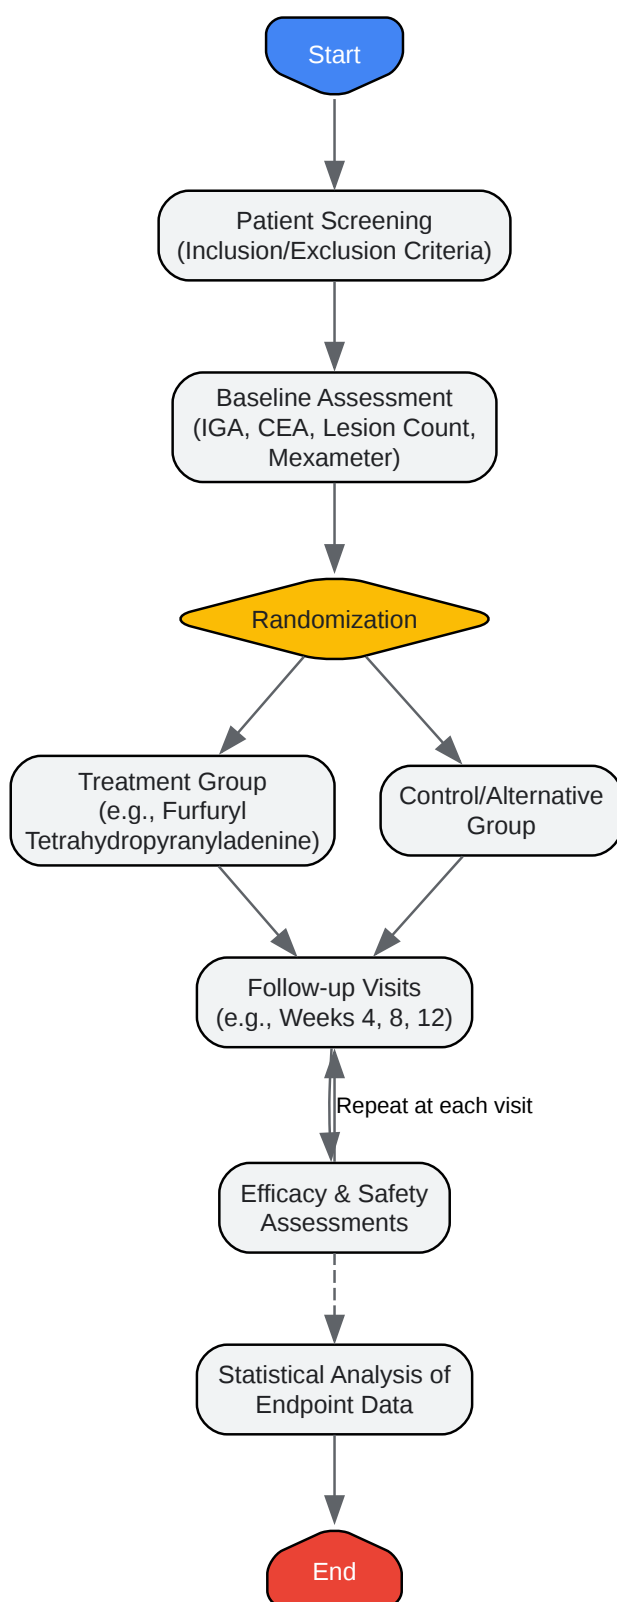 Start
Patient Screening
(Inclusion/Exclusion Criteria)
Baseline Assessment
(IGA, CEA, Lesion Count,
Mexameter)
Randomization
Treatment Group
(e.g., Furfuryl
Tetrahydropyranyladenine)
Control/Alternative
Group
Follow-up Visits
(e.g., Weeks 4, 8, 12)
Repeat at each visit
Efficacy & Safety
Assessments
Statistical Analysis of
Endpoint Data
End